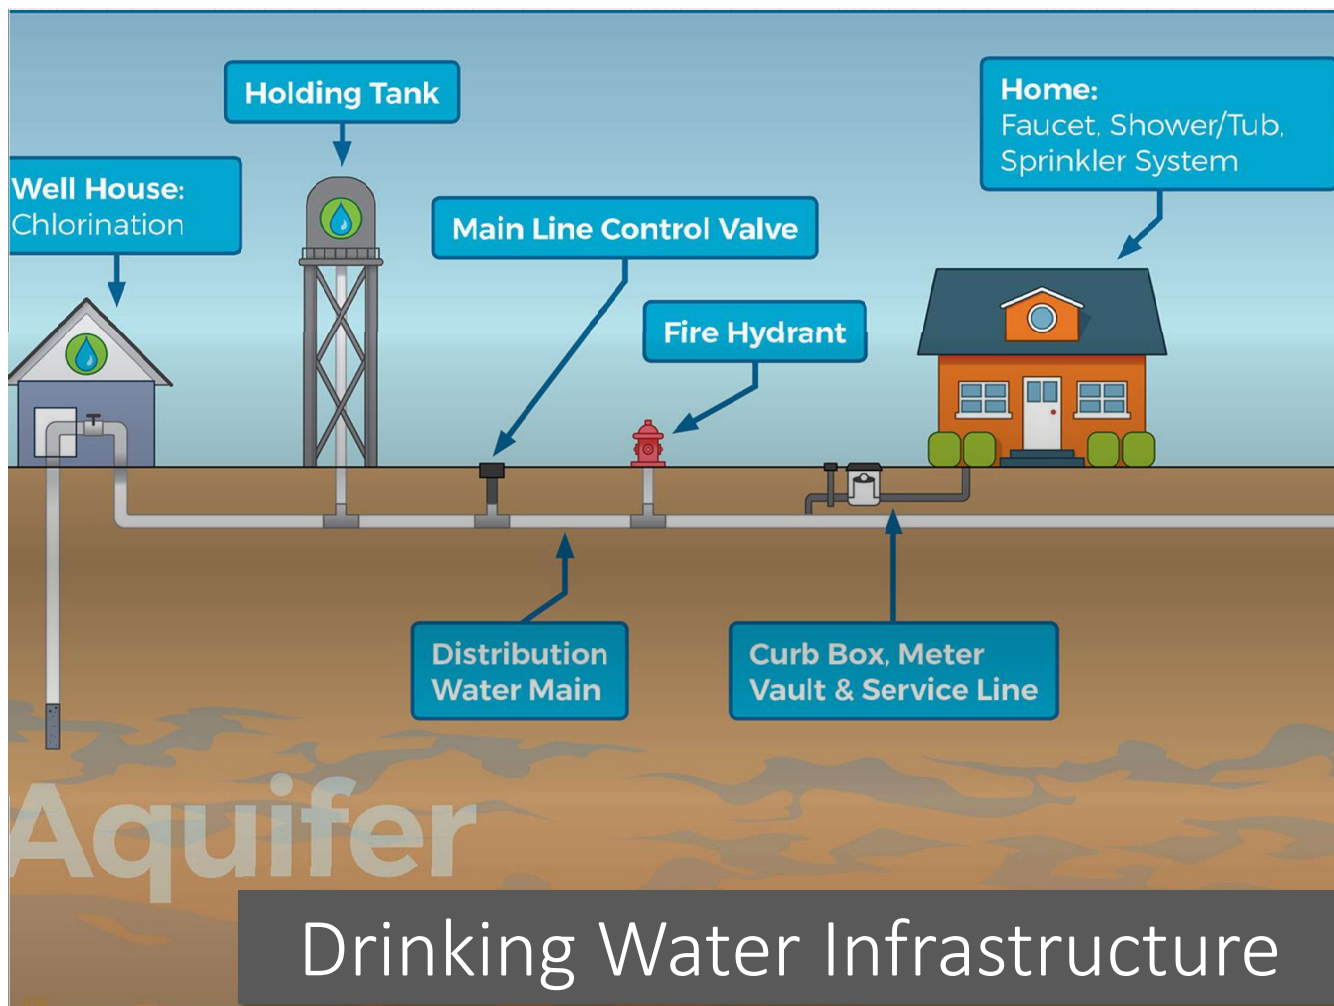 Holding Tank
Home:
Faucet, Shower/Tub,
Sprinkler System
Well House:
Chlorination
Main Line Control Valve
Fire Hydrant
Distribution
Water Main
Curb Box, Meter
Vault & Service Line
Aquifer
Drinking Water Infrastructure